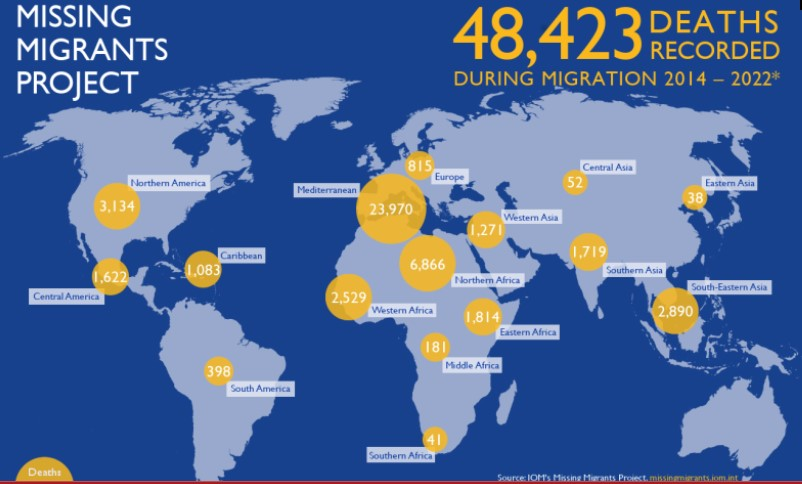 MISSING
MIGRANTS
PROJECT
48,423 DEATHS
RECORDED
DURING MIGRATION 2014 – 2022*
815
Europe
Central Asia
52
Northern America
3,134
Mediterranean
23,970
Eastern Asia
38
Western Asia
1,271
Caribbean
1,083
1,622
Central America
6,866
Northern Africa
1,719
Southern Asia
2,529
Western Africa
South-Eastern Asia
2,890
1,814
Eastern Africa
181
Middle Africa
398
South America
41
Southern Africa
Deaths
Source: IOM's Missing Migrants Project, missingmigrants.iom.int